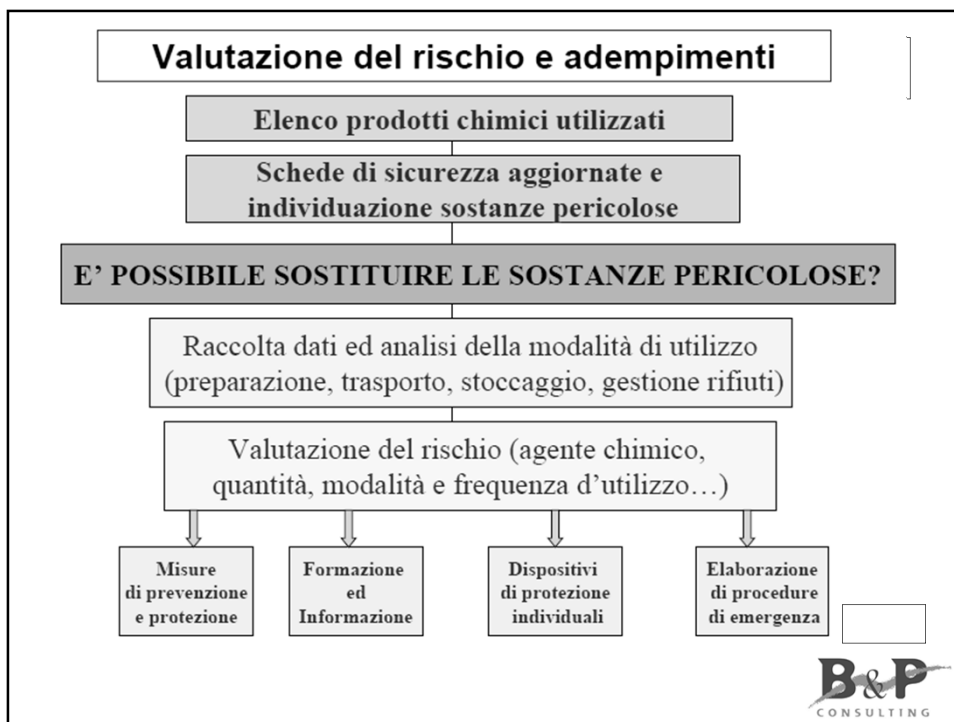 Valutazione del rischio e adempimenti
Elenco prodotti chimici utilizzati
Schede di sicurezza aggiornate e
individuazione sostanze pericolose
E' POSSIBILE SOSTITUIRE LE SOSTANZE PERICOLOSE?
Raccolta dati ed analisi della modalità di utilizzo
(preparazione, trasporto, stoccaggio, gestione rifiuti)
Valutazione del rischio (agente chimico,
quantità, modalità e frequenza d'utilizzo…)
Misure
di prevenzione
e protezione
Formazione
ed
Informazione
Dispositivi
di protezione
individuali
Elaborazione
di procedure
di emergenza
B&P
CONSULTING